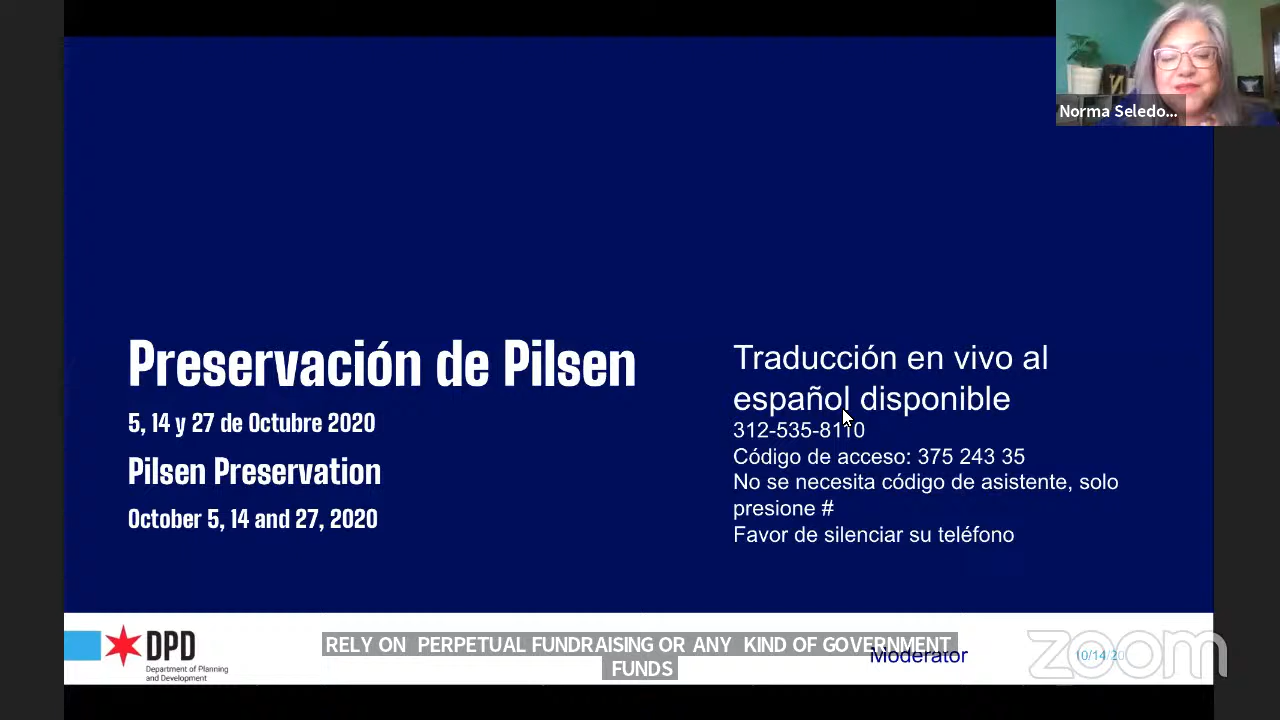 Norma Seledo...
Preservación de Pilsen
5, 14 y 27 de Octubre 2020
Pilsen Preservation
October 5, 14 and 27, 2020
Traducción en vivo al
español disponible
312-535-8110
Código de acceso: 375 243 35
No se necesita código de asistente, solo
presione #
Favor de silenciar su teléfono
DPD
Department of Planning
and Development
RELY ON PERPETUAL FUNDRAISING OR ANY KIND OF GOVERNMENT
FUNDS
Moderator
10/14/20
zoom